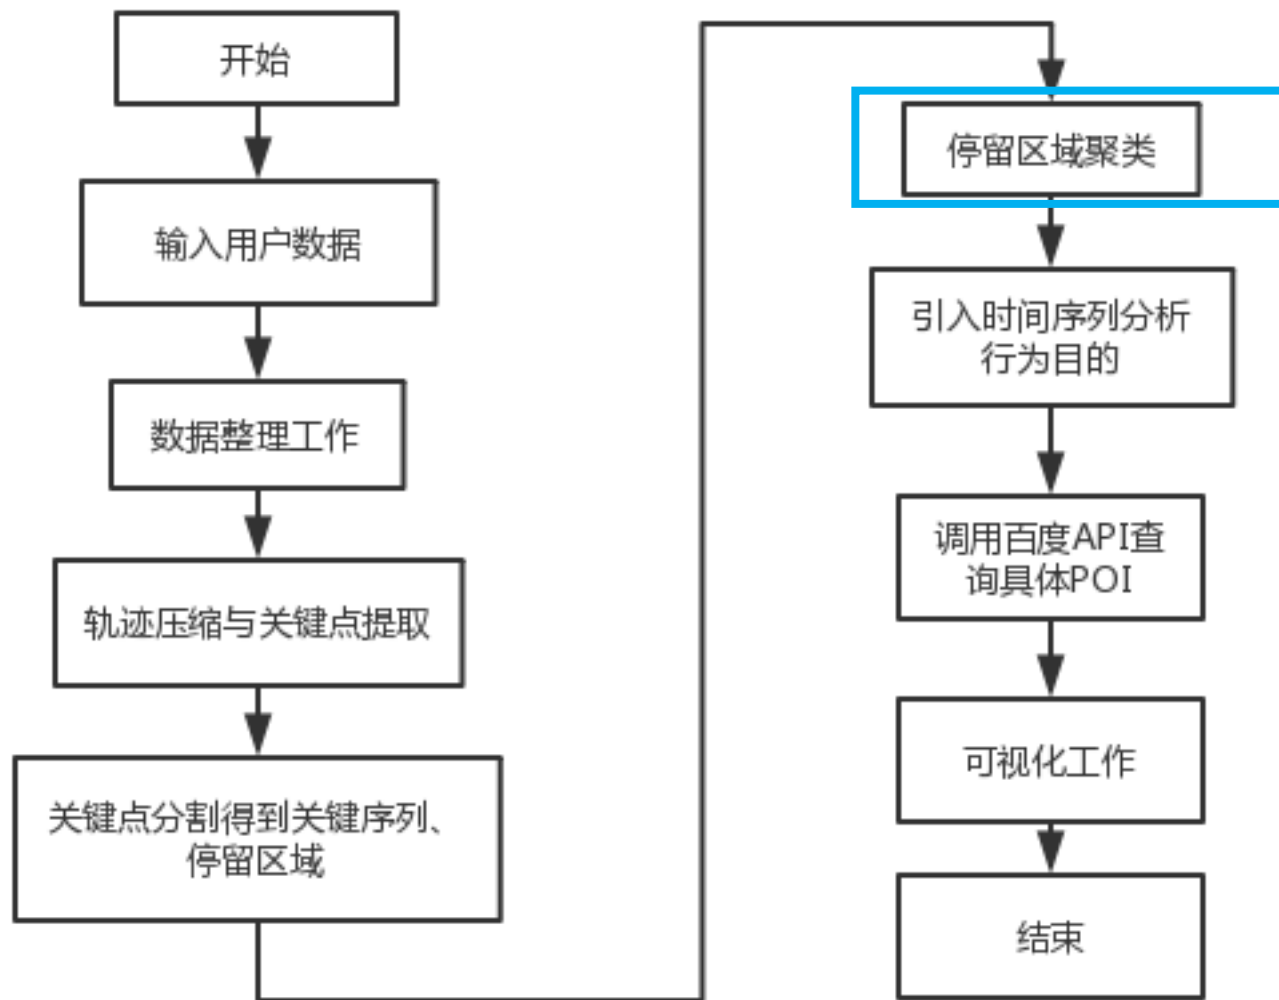 开始
输入用户数据
数据整理工作
轨迹压缩与关键点提取
关键点分割得到关键序列、
停留区域
停留区域聚类
引入时间序列分析
行为目的
调用百度API查
询具体POI
可视化工作
结束